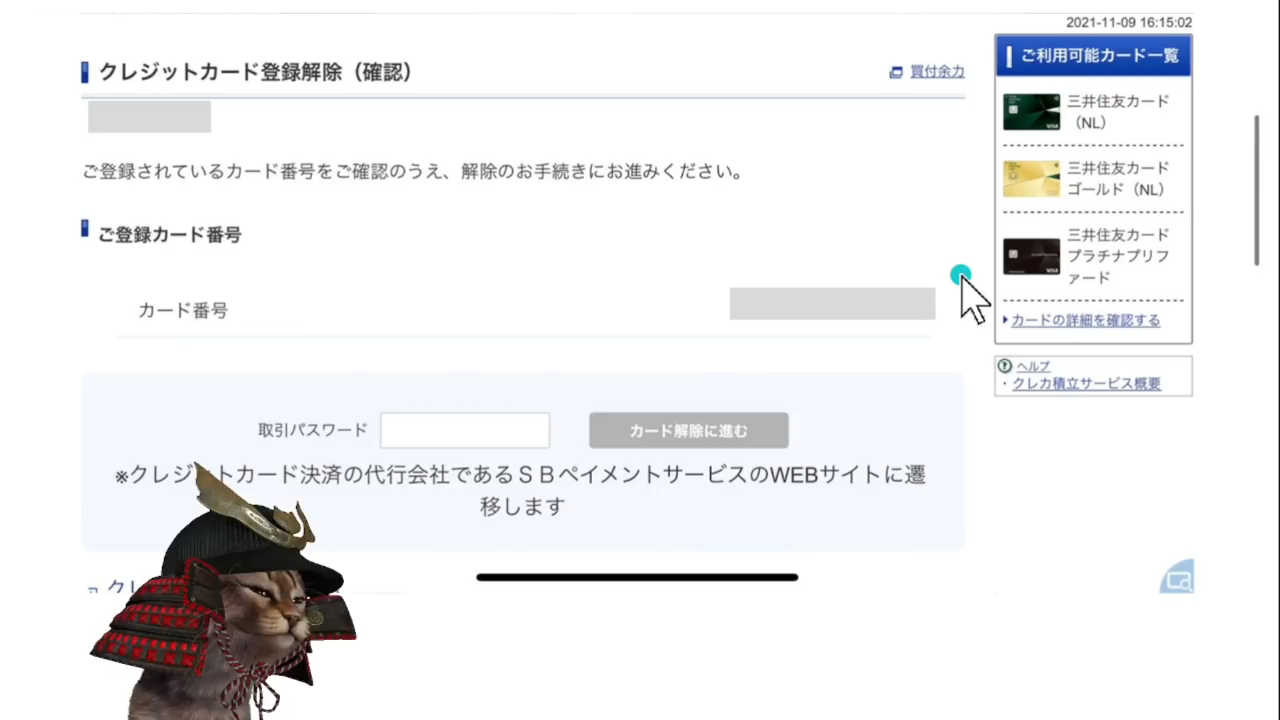 2021-11-09 16:15:02
クレジットカード登録解除（確認）
買付余力
ご登録されているカード番号をご確認のうえ、解除のお手続きにお進みください。
ご登録カード番号
カード番号
取引パスワード
カード解除に進む
※クレジットカード決済の代行会社であるＳＢペイメントサービスのWEBサイトに遷
移します
ク
ご利用可能カード一覧
三井住友カード
（NL）
三井住友カード
ゴールド（NL）
三井住友カード
プラチナプリフ
ァード
カードの詳細を確認する
ヘルプ
・クレカ積立サービス概要